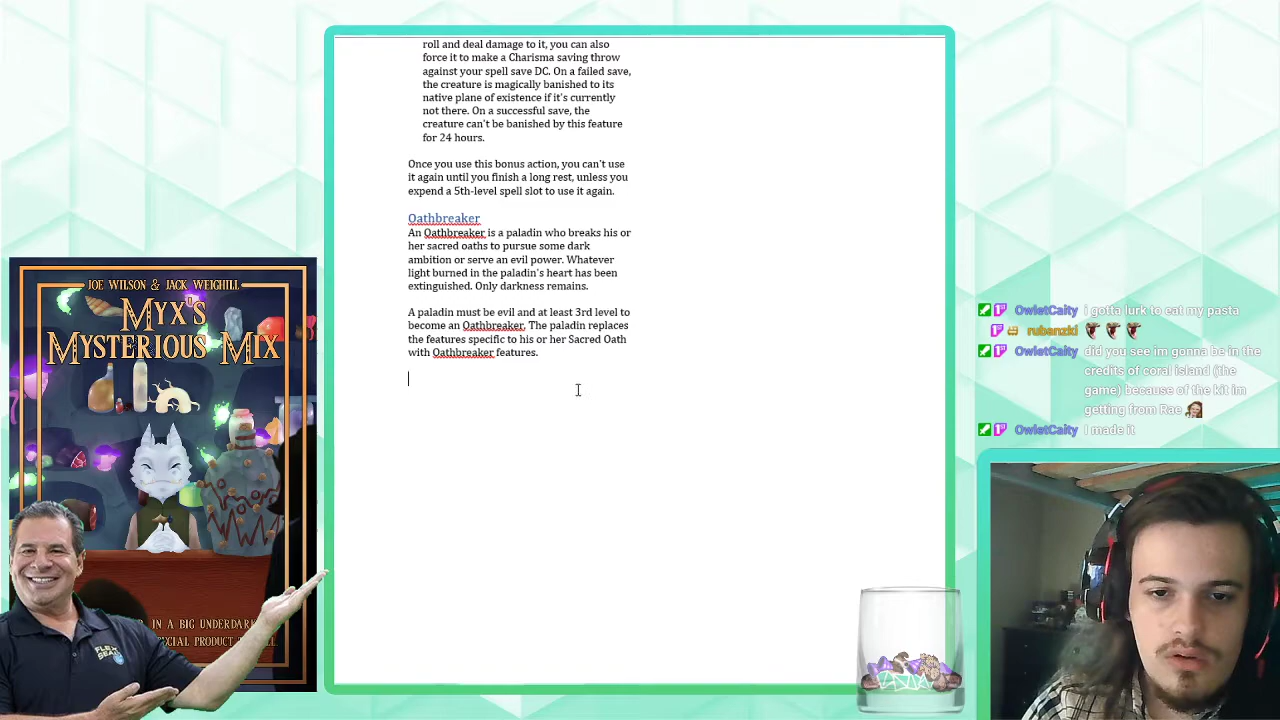 roll and deal damage to it, you can also
force it to make a Charisma saving throw
against your spell save DC. On a failed save,
the creature is magically banished to its
native plane of existence if it's currently
not there. On a successful save, the
creature can't be banished by this feature
for 24 hours.
Once you use this bonus action, you can't use
it again until you finish a long rest, unless you
expend a 5th-level spell slot to use it again.
Oathbreaker
An Oathbreaker is a paladin who breaks his or
her sacred oaths to pursue some dark
ambition or serve an evil power. Whatever
light burned in the paladin's heart has been
extinguished. Only darkness remains.
A paladin must be evil and at least 3rd level to
become an Oathbreaker. The paladin replaces
the features specific to his or her Sacred Oath
with Oathbreaker features.
JOE WILSON & JACK WEIGHILL
MYX'S
MYSTERIOUS MIX
IN A BIG UNDERDARK
PRODUCT
FLEX
SEAL
OwletCaity i gotta lurk to eat my pasta
rubanzki
OwletCaity did you see im gonna be in the
credits of coral island (the
game) because of the kit im
getting from Rae
OwletCaity I made it